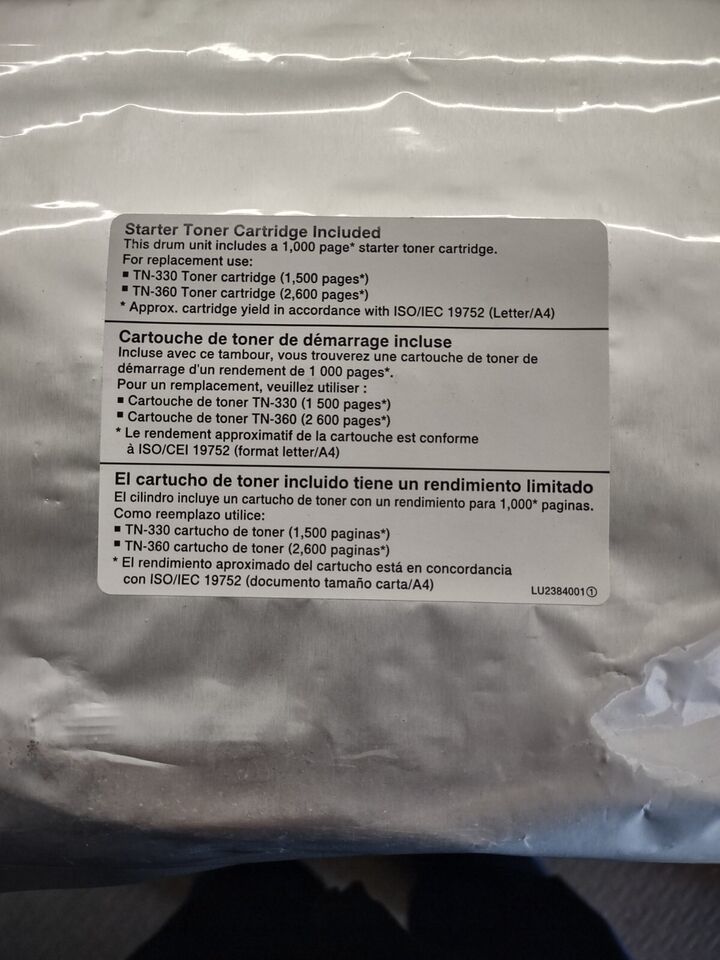 Starter Toner Cartridge Included
This drum unit includes a 1,000 page* starter toner cartridge.
For replacement use:
▪ TN-330 Toner cartridge (1,500 pages*)
▪ TN-360 Toner cartridge (2,600 pages*)
* Approx. cartridge yield in accordance with ISO/IEC 19752 (Letter/A4)
Cartouche de toner de démarrage incluse
Incluse avec ce tambour, vous trouverez une cartouche de toner de
démarrage d'un rendement de 1 000 pages*.
Pour un remplacement, veuillez utiliser :
▪ Cartouche de toner TN-330 (1 500 pages*)
▪ Cartouche de toner TN-360 (2 600 pages*)
* Le rendement approximatif de la cartouche est conforme
à ISO/CEI 19752 (format letter/A4)
El cartucho de toner incluido tiene un rendimiento limitado
El cilindro incluye un cartucho de toner con un rendimiento para 1,000* paginas.
Como reemplazo utilice:
▪ TN-330 cartucho de toner (1,500 paginas*)
▪ TN-360 cartucho de toner (2,600 paginas*)
* El rendimiento aproximado del cartucho está en concordancia
con ISO/IEC 19752 (documento tamaño carta/A4)
LU2384001①